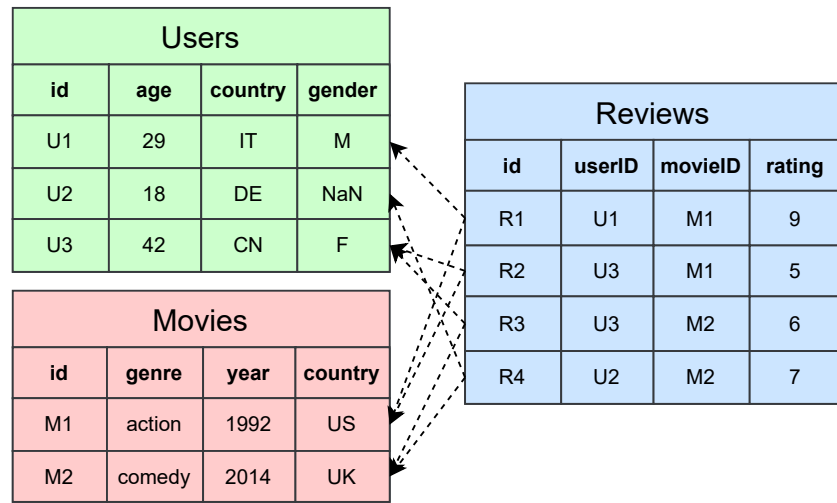 Users
id age country gender
U1 29 IT M
U2 18 DE NaN
U3 42 CN F
Movies
id genre year country
M1 action 1992 US
M2 comedy 2014 UK
Reviews
id userID movieID rating
R1 U1 M1 9
R2 U3 M1 5
R3 U3 M2 6
R4 U2 M2 7